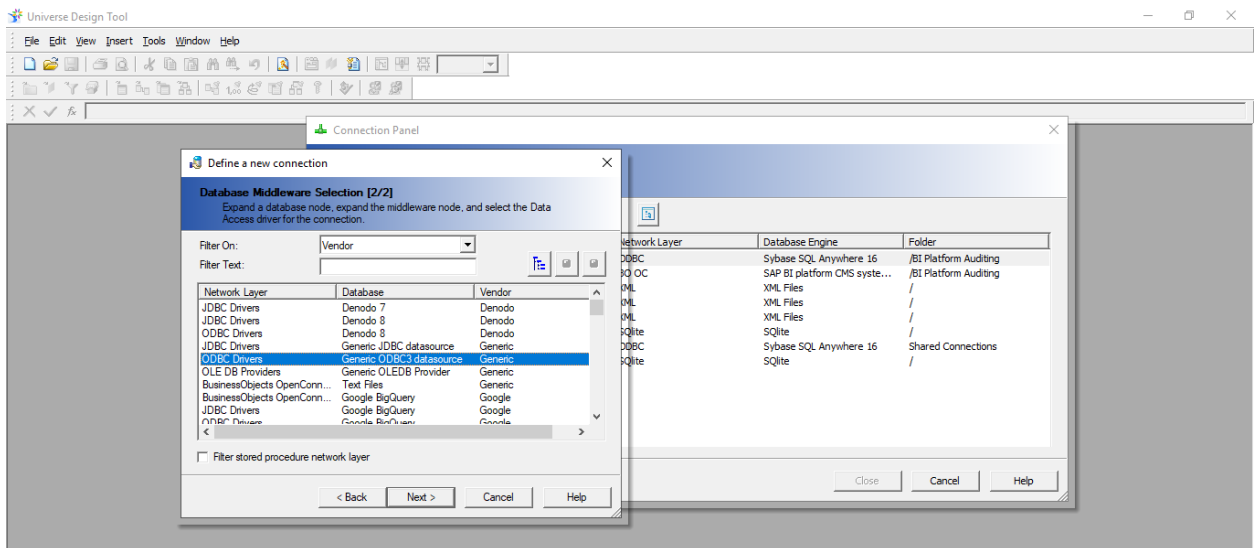 Universe Design Tool
File Edit View Insert Tools Window Help
Connection Panel
Define a new connection
Database Middleware Selection [2/2]
Expand a database node, expand the middleware node, and select the Data
Access driver for the connection.
Filter On: Vendor
Filter Text:
Network Layer Database Vendor
JDBC Drivers Denodo 7 Denodo
JDBC Drivers Denodo 8 Denodo
ODBC Drivers Denodo 8 Denodo
JDBC Drivers Generic JDBC datasource Generic
ODBC Drivers Generic ODBC3 datasource Generic
OLE DB Providers Generic OLEDB Provider Generic
BusinessObjects OpenConn... Text Files Generic
BusinessObjects OpenConn... Google BigQuery Google
JDBC Drivers Google BigQuery Google
ODBC Drivers Google BigQuery Google
Filter stored procedure network layer
< Back Next > Cancel Help
Network Layer Database Engine Folder
ODBC Sybase SQL Anywhere 16 /BI Platform Auditing
BO OC SAP BI platform CMS syste... /BI Platform Auditing
XML XML Files /
XML XML Files /
XML XML Files /
SQlite SQlite /
ODBC Sybase SQL Anywhere 16 Shared Connections
SQlite SQlite /
Close Cancel Help